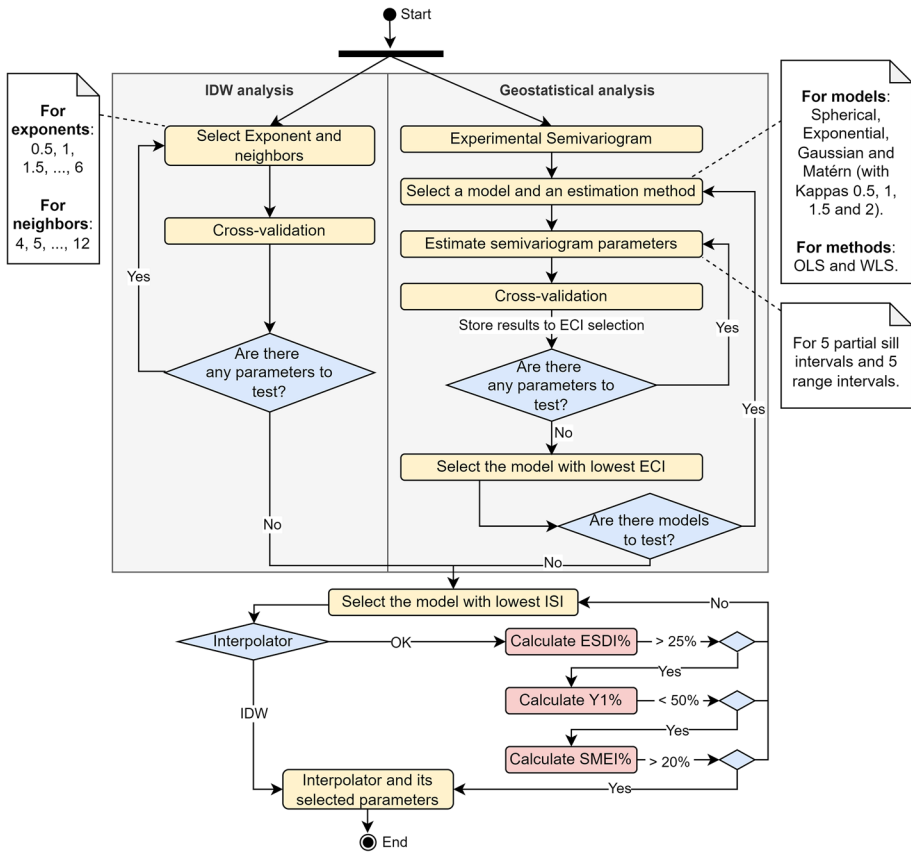 Start
IDW analysis
Geostatistical analysis
For
exponents:
0.5, 1,
1.5, ..., 6
For
neighbors:
4, 5, ..., 12
Select Exponent and
neighbors
Cross-validation
Yes
Are there
any parameters to
test?
No
Experimental Semivariogram
Select a model and an estimation method
Estimate semivariogram parameters
Cross-validation
Store results to ECI selection
Yes
Are there
any parameters to
test?
No
Yes
Select the model with lowest ECI
Are there models
to test?
No
For models:
Spherical,
Exponential,
Gaussian and
Matérn (with
Kappas 0.5, 1,
1.5 and 2).
For methods:
OLS and WLS.
For 5 partial sill
intervals and 5
range intervals.
Select the model with lowest ISI
No
Interpolator
OK
Calculate ESDI%
> 25%
Yes
Calculate Y1%
< 50%
Yes
IDW
Calculate SMEI%
> 20%
Yes
Interpolator and its
selected parameters
End